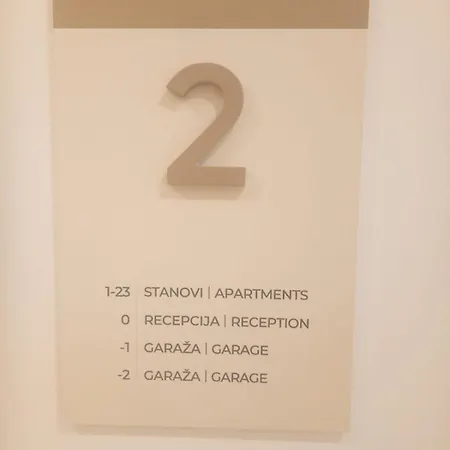 2
1-23 STANOVI | APARTMENTS
0 RECEPCIJA | RECEPTION
-1 GARAŽA | GARAGE
-2 GARAŽA | GARAGE